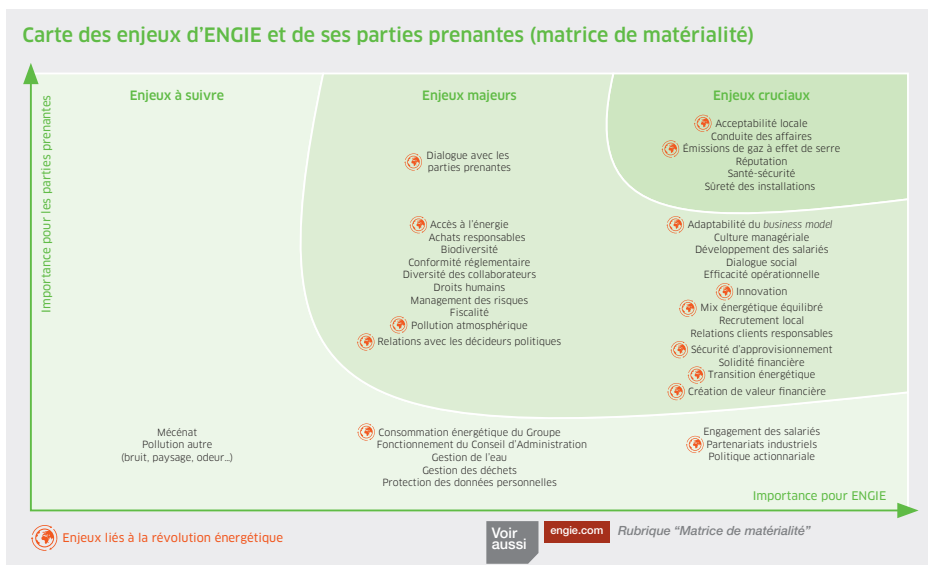 Carte des enjeux d'ENGIE et de ses parties prenantes (matrice de matérialité)
Importance pour les parties prenantes
Enjeux à suivre
Enjeux majeurs
Enjeux cruciaux
Acceptabilité locale
Conduite des affaires
Émissions de gaz à effet de serre
Réputation
Santé-sécurité
Sûreté des installations
Dialogue avec les
parties prenantes
Accès à l'énergie
Achats responsables
Biodiversité
Conformité réglementaire
Diversité des collaborateurs
Droits humains
Management des risques
Fiscalité
Pollution atmosphérique
Relations avec les décideurs politiques
Adaptabilité du business model
Culture managériale
Développement des salariés
Dialogue social
Efficacité opérationnelle
Innovation
Mix énergétique équilibré
Recrutement local
Relations clients responsables
Sécurité d'approvisionnement
Solidité financière
Transition énergétique
Création de valeur financière
Mécénat
Pollution autre
(bruit, paysage, odeur…)
Consommation énergétique du Groupe
Fonctionnement du Conseil d'Administration
Gestion de l'eau
Gestion des déchets
Protection des données personnelles
Engagement des salariés
Partenariats industriels
Politique actionnariale
Importance pour ENGIE
Enjeux liés à la révolution énergétique
Voir
aussi
engie.com
Rubrique "Matrice de matérialité"